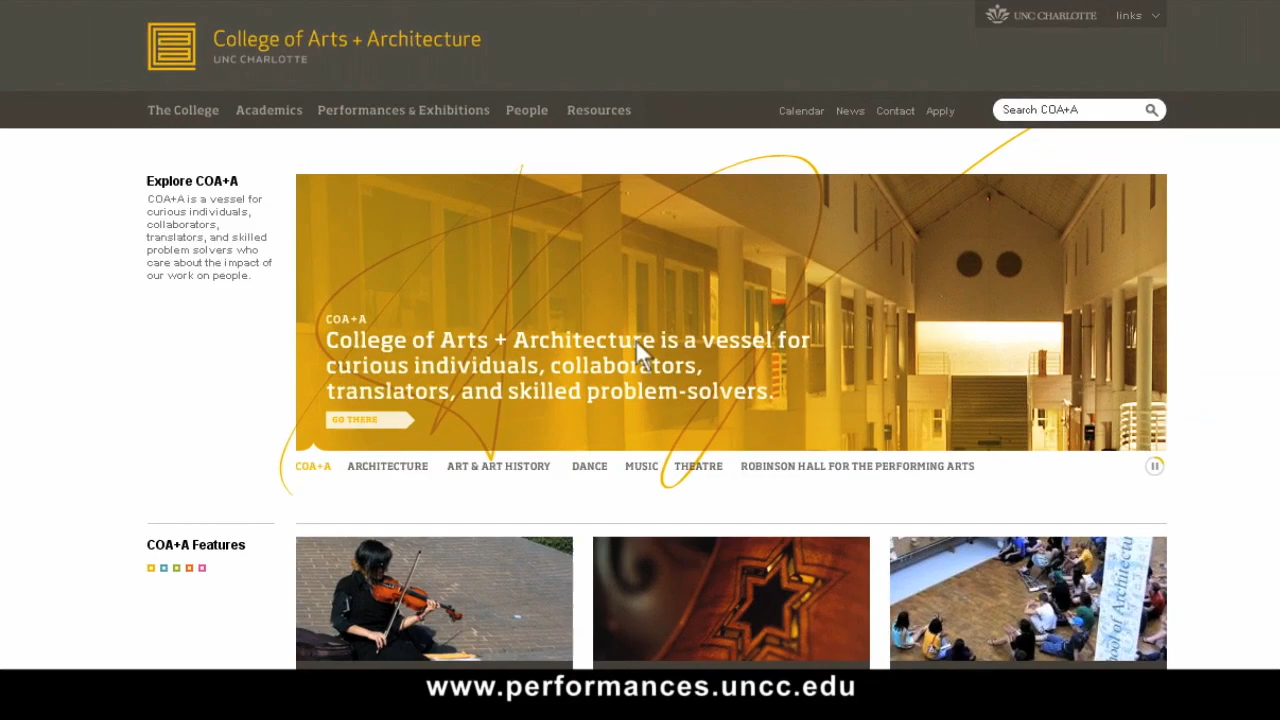 UNC CHARLOTTE links
College of Arts + Architecture
UNC CHARLOTTE
The College Academics Performances & Exhibitions People Resources
Calendar News Contact Apply
Search COA+A
Explore COA+A
COA+A is a vessel for
curious individuals,
collaborators,
translators, and skilled
problem solvers who
care about the impact of
our work on people.
COA+A
College of Arts + Architecture is a vessel for
curious individuals, collaborators,
translators, and skilled problem-solvers.
GO THERE
COA+A ARCHITECTURE ART & ART HISTORY DANCE MUSIC THEATRE ROBINSON HALL FOR THE PERFORMING ARTS
COA+A Features
ool of Architectu
www.performances.uncc.edu